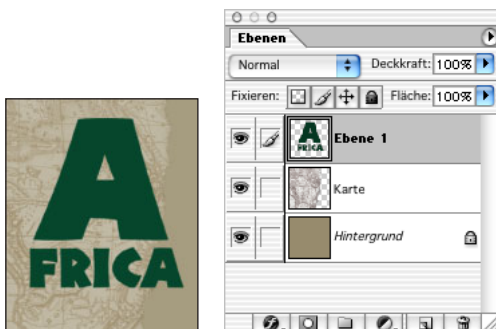 A
FRICA
Ebenen
Normal
Deckkraft: 100%
Fixieren:
Fläche: 100%
A
FRICA
Ebene 1
Karte
Hintergrund